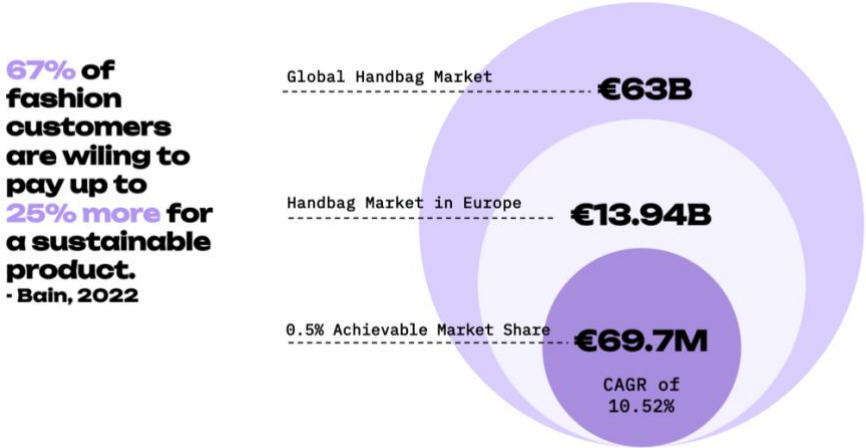 67% of
fashion
customers
are wiling to
pay up to
25% more for
a sustainable
product.
- Bain, 2022
Global Handbag Market
€63B
Handbag Market in Europe
€13.94B
0.5% Achievable Market Share
€69.7M
CAGR of
10.52%